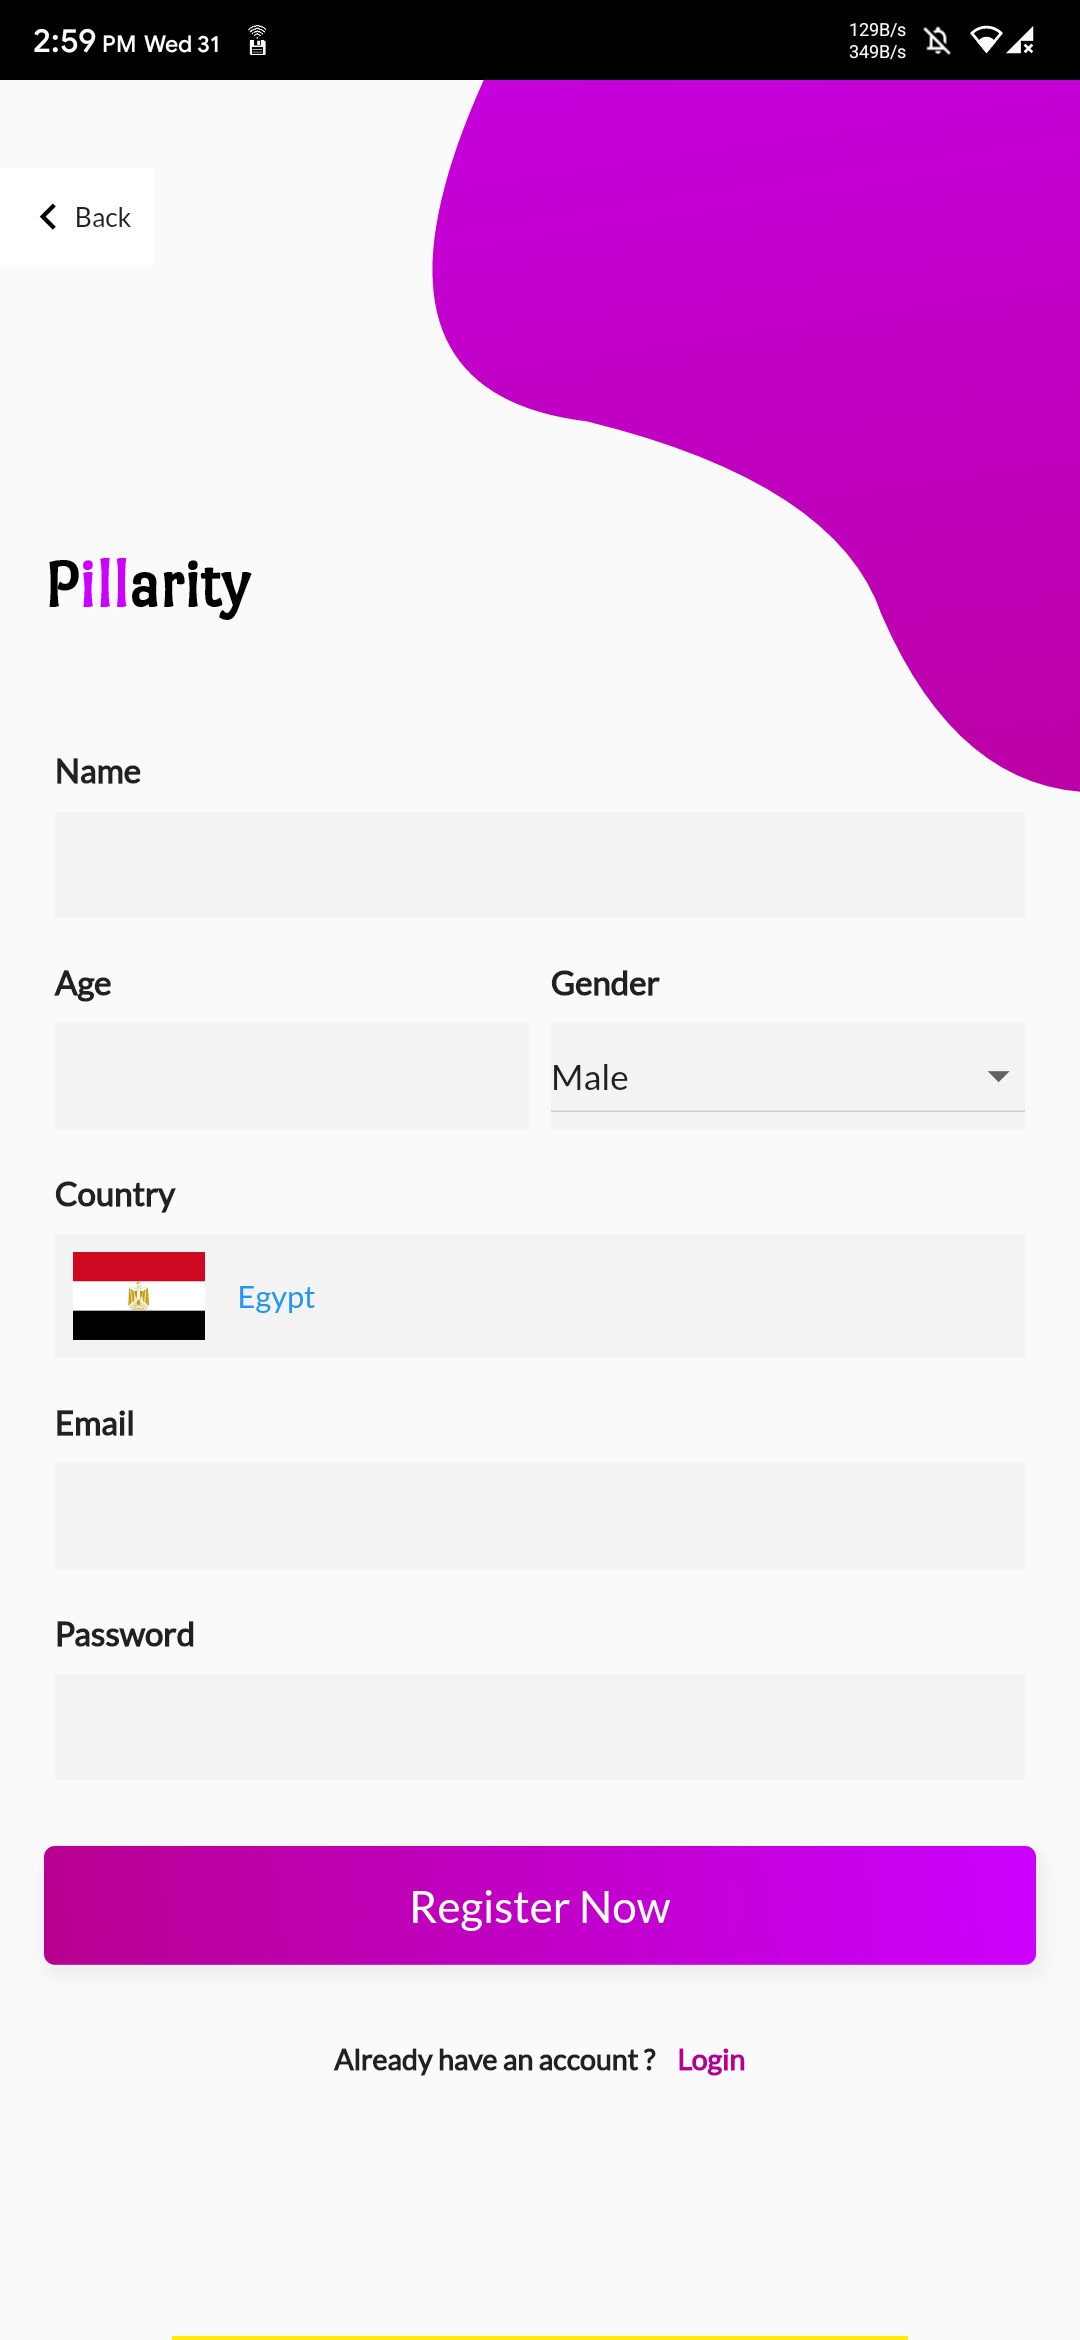 2:59 PM Wed 31
129B/s
349B/s
Back
Pillarity
Name
Age
Gender
Male
Country
Egypt
Email
Password
Register Now
Already have an account ? Login